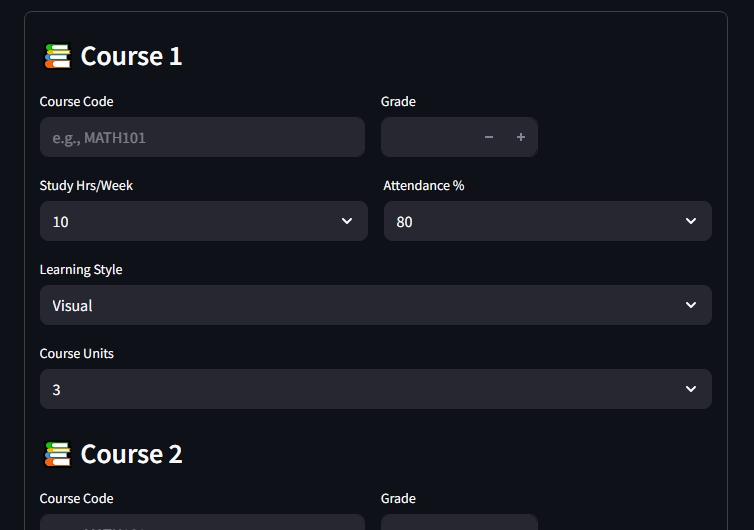 Course 1
Course Code Grade
e.g., MATH101 − +
Study Hrs/Week Attendance %
10 80
Learning Style
Visual
Course Units
3
Course 2
Course Code Grade